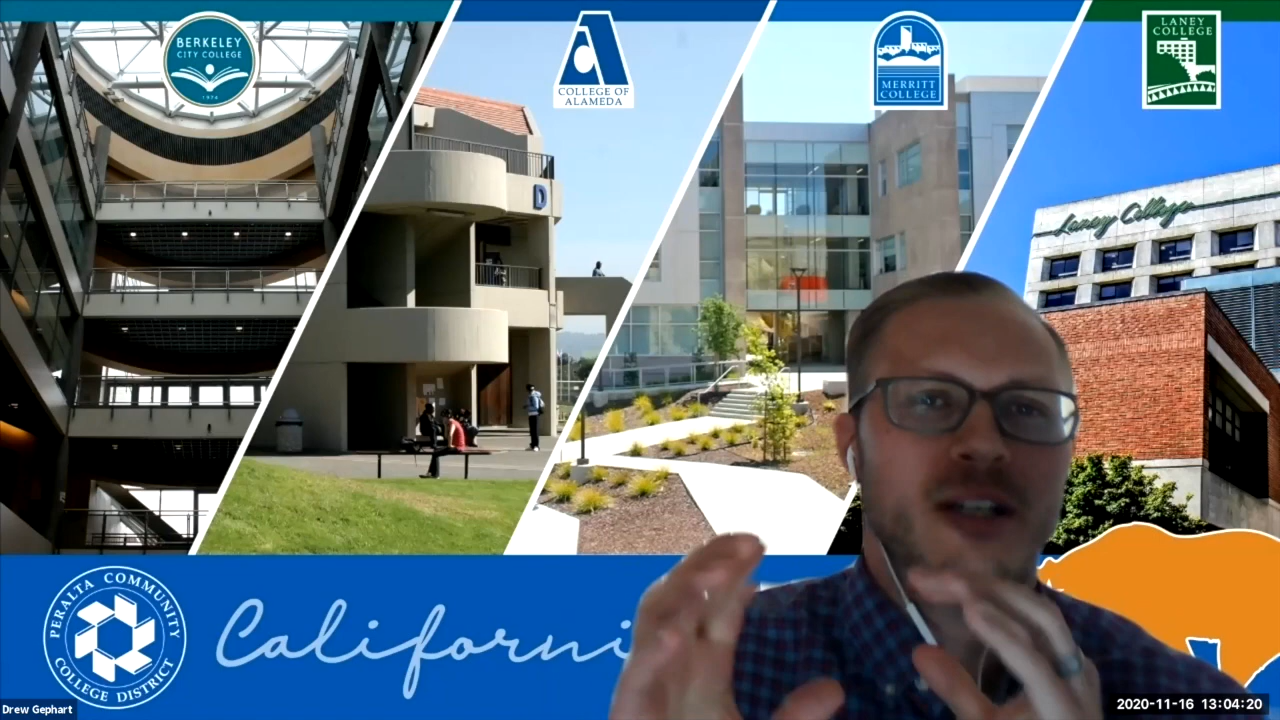 BERKELEY
CITY COLLEGE
1974
COLLEGE OF
ALAMEDA
MERRITT
COLLEGE
LANEY
COLLEGE
D
Laney College
PERALTA COMMUNITY
COLLEGE DISTRICT
Californi
Drew Gephart
2020-11-16 13:04:20